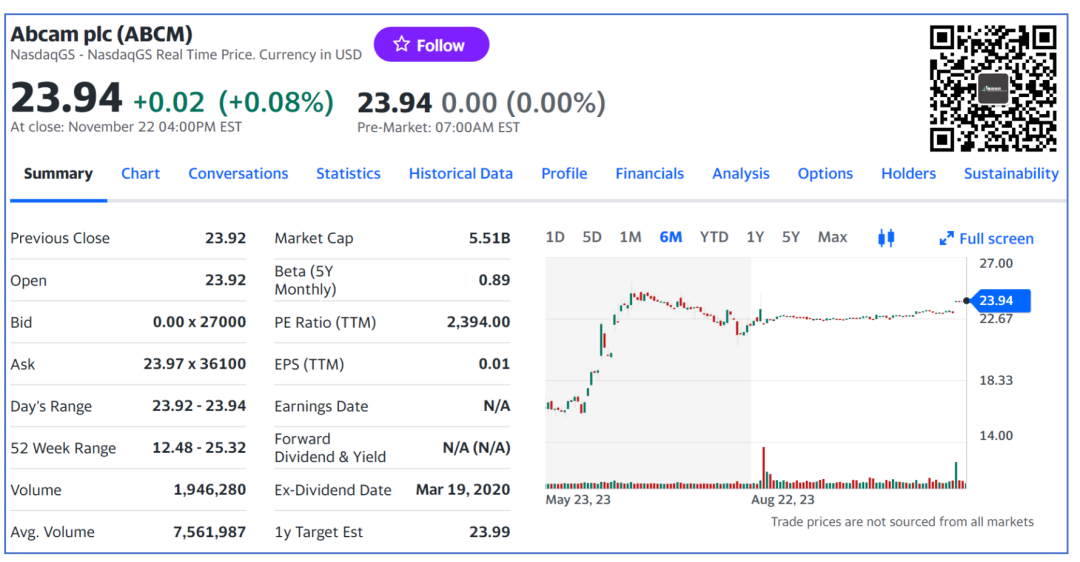 Abcam plc (ABCM)
NasdaqGS - NasdaqGS Real Time Price. Currency in USD
Follow
23.94 +0.02 (+0.08%) 23.94 0.00 (0.00%)
At close: November 22 04:00PM EST Pre-Market: 07:00AM EST
Summary Chart Conversations Statistics Historical Data Profile Financials Analysis Options Holders Sustainability
Previous Close 23.92
Open 23.92
Bid 0.00 x 27000
Ask 23.97 x 36100
Day's Range 23.92 - 23.94
52 Week Range 12.48 - 25.32
Volume 1,946,280
Avg. Volume 7,561,987
Market Cap 5.51B
Beta (5Y
Monthly) 0.89
PE Ratio (TTM) 2,394.00
EPS (TTM) 0.01
Earnings Date N/A
Forward
Dividend & Yield N/A (N/A)
Ex-Dividend Date Mar 19, 2020
1y Target Est 23.99
1D 5D 1M 6M YTD 1Y 5Y Max Full screen
27.00
23.94
22.67
18.33
14.00
May 23, 23 Aug 22, 23
Trade prices are not sourced from all markets